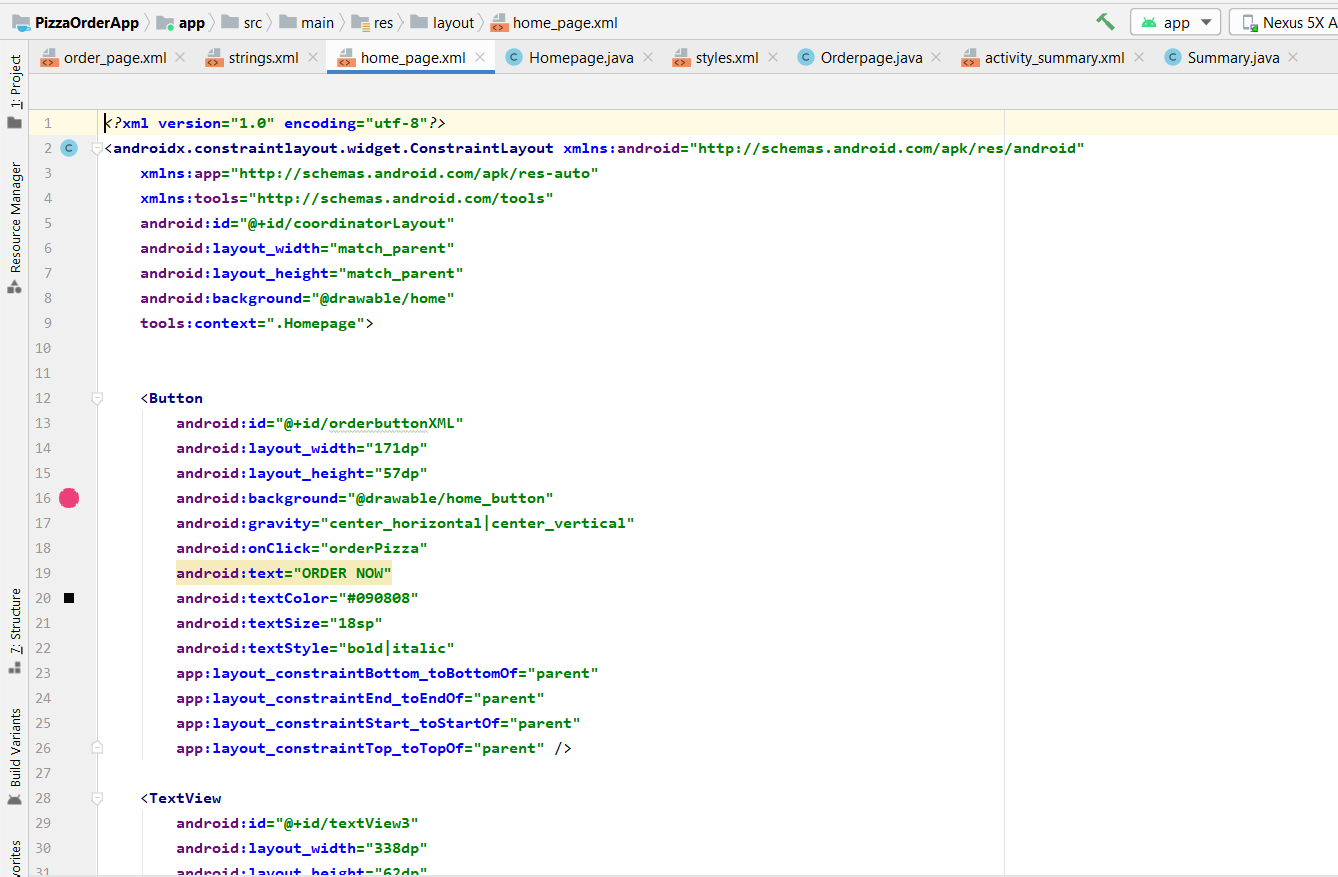 PizzaOrderApp app src main res layout home_page.xml app Nexus 5X A
order_page.xml strings.xml home_page.xml Homepage.java styles.xml Orderpage.java activity_summary.xml Summary.java
1: Project
Resource Manager
7: Structure
Build Variants
vorites
1 <?xml version="1.0" encoding="utf-8"?>
2 C <androidx.constraintlayout.widget.ConstraintLayout xmlns:android="http://schemas.android.com/apk/res/android"
3 xmlns:app="http://schemas.android.com/apk/res-auto"
4 xmlns:tools="http://schemas.android.com/tools"
5 android:id="@+id/coordinatorLayout"
6 android:layout_width="match_parent"
7 android:layout_height="match_parent"
8 android:background="@drawable/home"
9 tools:context=".Homepage">
10
11
12 <Button
13 android:id="@+id/orderbuttonXML"
14 android:layout_width="171dp"
15 android:layout_height="57dp"
16 android:background="@drawable/home_button"
17 android:gravity="center_horizontal|center_vertical"
18 android:onClick="orderPizza"
19 android:text="ORDER NOW"
20 android:textColor="#090808"
21 android:textSize="18sp"
22 android:textStyle="bold|italic"
23 app:layout_constraintBottom_toBottomOf="parent"
24 app:layout_constraintEnd_toEndOf="parent"
25 app:layout_constraintStart_toStartOf="parent"
26 app:layout_constraintTop_toTopOf="parent" />
27
28 <TextView
29 android:id="@+id/textView3"
30 android:layout_width="338dp"
31 android:layout_height="62dp"